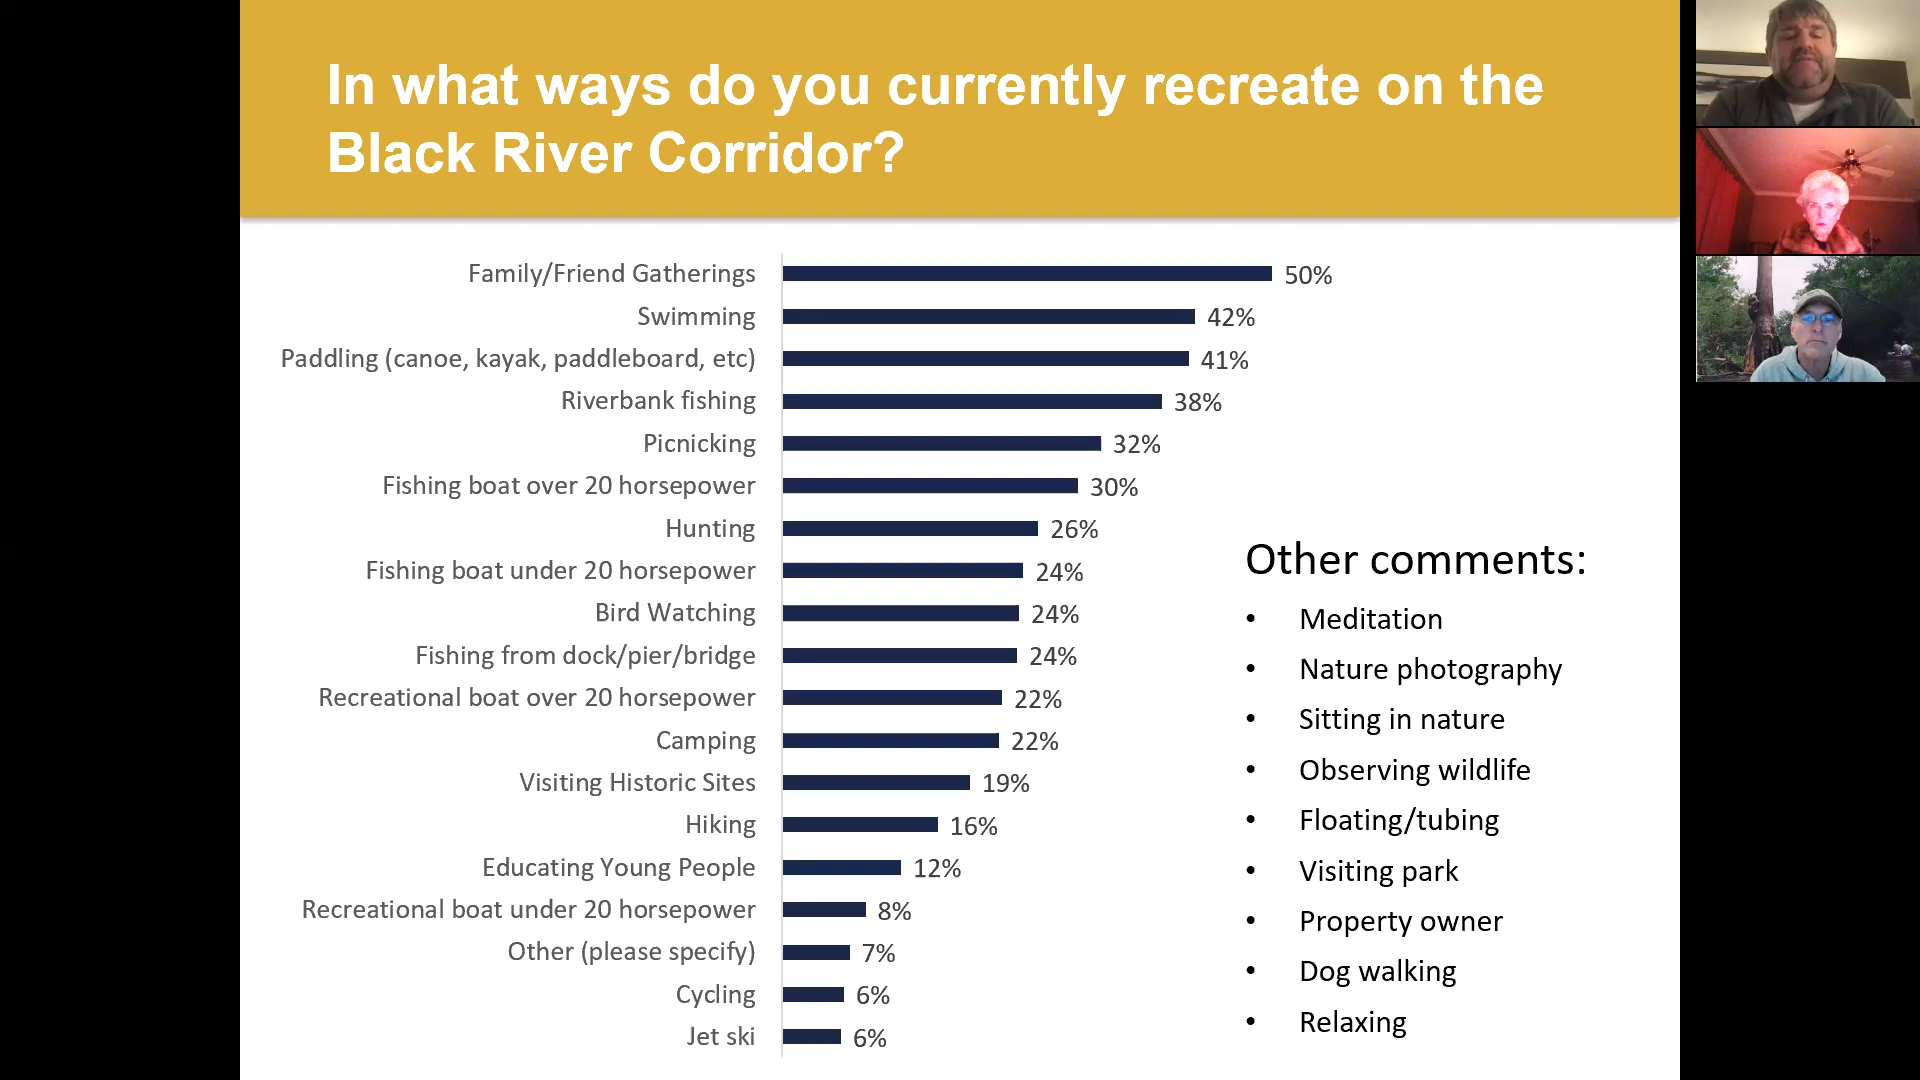 In what ways do you currently recreate on the
Black River Corridor?
Family/Friend Gatherings 50%
Swimming 42%
Paddling (canoe, kayak, paddleboard, etc) 41%
Riverbank fishing 38%
Picnicking 32%
Fishing boat over 20 horsepower 30%
Hunting 26%
Fishing boat under 20 horsepower 24%
Bird Watching 24%
Fishing from dock/pier/bridge 24%
Recreational boat over 20 horsepower 22%
Camping 22%
Visiting Historic Sites 19%
Hiking 16%
Educating Young People 12%
Recreational boat under 20 horsepower 8%
Other (please specify) 7%
Cycling 6%
Jet ski 6%
Other comments:
• Meditation
• Nature photography
• Sitting in nature
• Observing wildlife
• Floating/tubing
• Visiting park
• Property owner
• Dog walking
• Relaxing